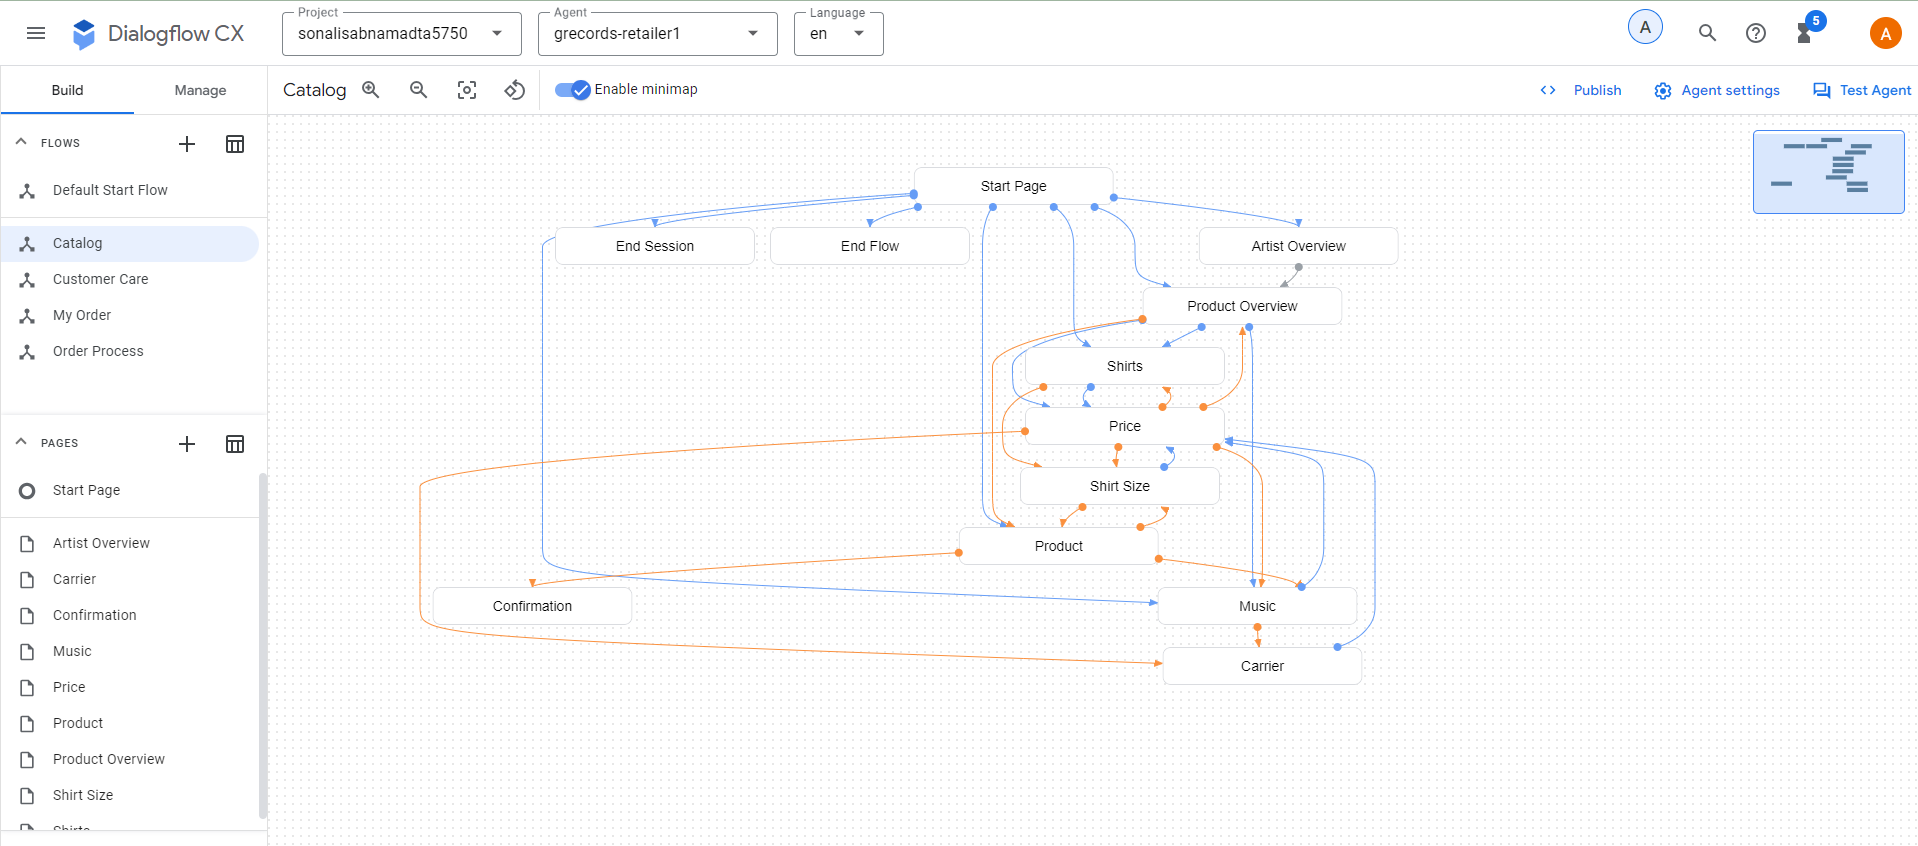 Dialogflow CX
Project
sonalisabnamadta5750
Agent
grecords-retailer1
Language
en
A
5
A
Build
Manage
Catalog
Enable minimap
Publish
Agent settings
Test Agent
FLOWS
Default Start Flow
Catalog
Customer Care
My Order
Order Process
PAGES
Start Page
Artist Overview
Carrier
Confirmation
Music
Price
Product
Product Overview
Shirt Size
Shirts
Start Page
End Session
End Flow
Artist Overview
Product Overview
Shirts
Price
Shirt Size
Product
Confirmation
Music
Carrier